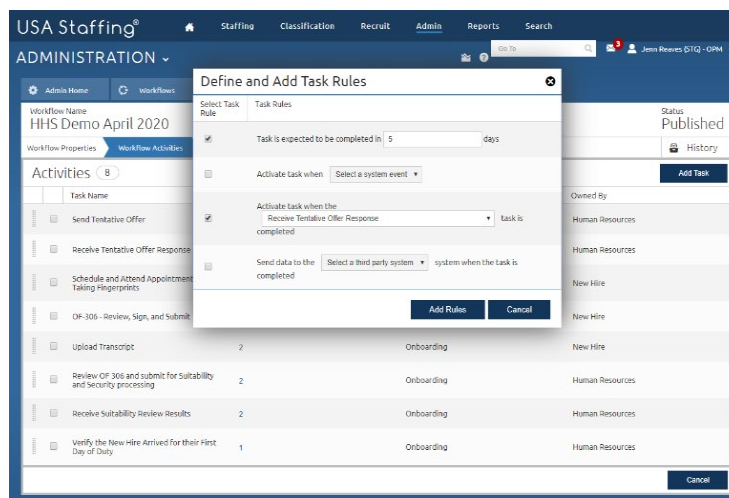 USA Staffing®
Staffing Classification Recruit Admin Reports Search
ADMINISTRATION
Go To
3
Jenn Reaves (STG) - OPM
Admin Home Workflows
Workflow Name
HHS Demo April 2020
Status
Published
Workflow Properties Workflow Activities
History
Activities 8
Add Task
Task Name
Owned By
Send Tentative Offer
Human Resources
Receive Tentative Offer Response
Human Resources
Schedule and Attend Appointment
Taking Fingerprints
New Hire
OF-306 - Review, Sign, and Submit
New Hire
Upload Transcript 2 Onboarding New Hire
Review OF 306 and submit for Suitability
and Security processing
2 Onboarding Human Resources
Receive Suitability Review Results 2 Onboarding Human Resources
Verify the New Hire Arrived for their First
Day of Duty
1 Onboarding Human Resources
Cancel
Define and Add Task Rules
Select Task
Rule
Task Rules
Task is expected to be completed in 5 days
Activate task when Select a system event
Activate task when the
Receive Tentative Offer Response task is
completed
Send data to the Select a third party system system when the task is
completed
Add Rules Cancel